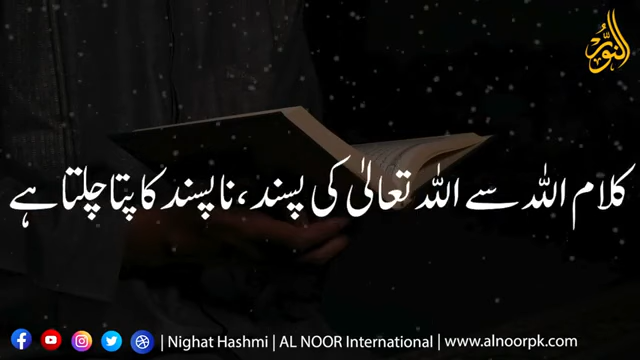 النور
کلام اللہ سے اللہ تعالیٰ کی پسند، ناپسند کا پتا چلتا ہے
| Nighat Hashmi | AL NOOR International | www.alnoorpk.com